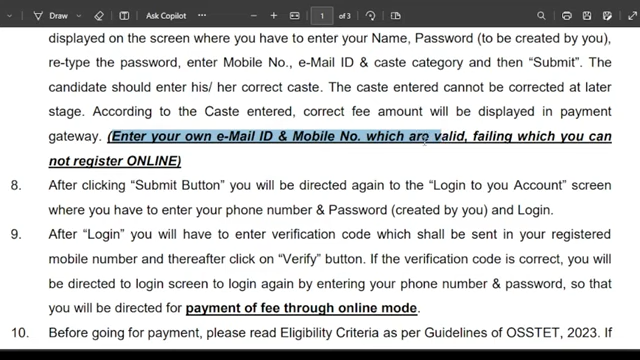 Draw
Ask Copilot
1 of 3
displayed on the screen where you have to enter your Name, Password (to be created by you),
re-type the password, enter Mobile No., e-Mail ID & caste category and then “Submit”. The
candidate should enter his/ her correct caste. The caste entered cannot be corrected at later
stage. According to the Caste entered, correct fee amount will be displayed in payment
gateway. (Enter your own e-Mail ID & Mobile No. which are valid, failing which you can
not register ONLINE)
8. After clicking “Submit Button” you will be directed again to the “Login to you Account” screen
where you have to enter your phone number & Password (created by you) and Login.
9. After “Login” you will have to enter verification code which shall be sent in your registered
mobile number and thereafter click on “Verify” button. If the verification code is correct, you will
be directed to login screen to login again by entering your phone number & password, so that
you will be directed for payment of fee through online mode.
10. Before going for payment, please read Eligibility Criteria as per Guidelines of OSSTET, 2023. If